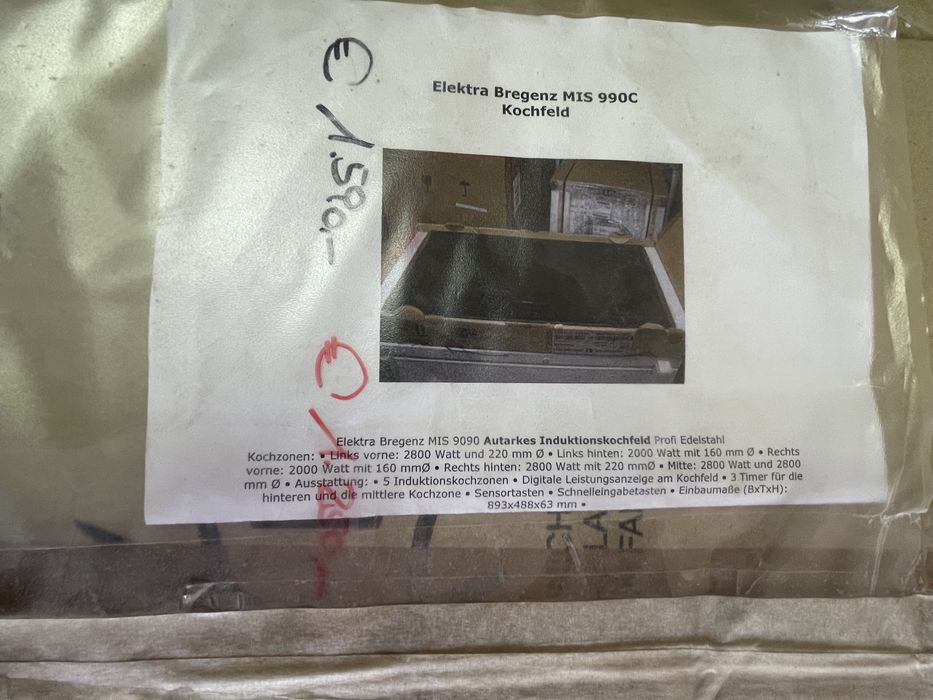 Elektra Bregenz MIS 990C
Kochfeld
€ 1.590,-
€ 1.250,-
Elektra Bregenz MIS 9090 Autarkes Induktionskochfeld Profi Edelstahl
Kochzonen: • Links vorne: 2800 Watt und 220 mm Ø • Links hinten: 2000 Watt mit 160 mm Ø • Rechts
vorne: 2000 Watt mit 160 mmØ • Rechts hinten: 2800 Watt mit 220 mmØ • Mitte: 2800 Watt und 2800
mm Ø • Ausstattung: • 5 Induktionskochzonen • Digitale Leistungsanzeige am Kochfeld • 3 Timer für die
hinteren und die mittlere Kochzone • Sensortasten • Schnelleingabetasten • Einbaumaße (BxTxH):
893x488x63 mm •